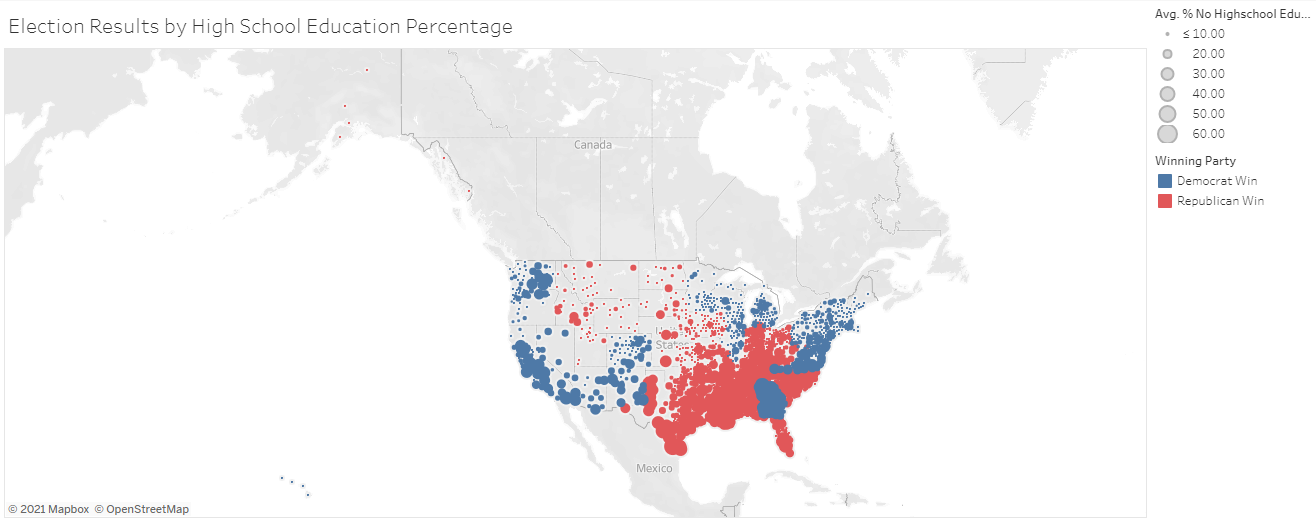 Election Results by High School Education Percentage
Avg. % No Highschool Edu...
≤ 10.00
20.00
30.00
40.00
50.00
60.00
Winning Party
Democrat Win
Republican Win
Canada
States
Mexico
© 2021 Mapbox © OpenStreetMap